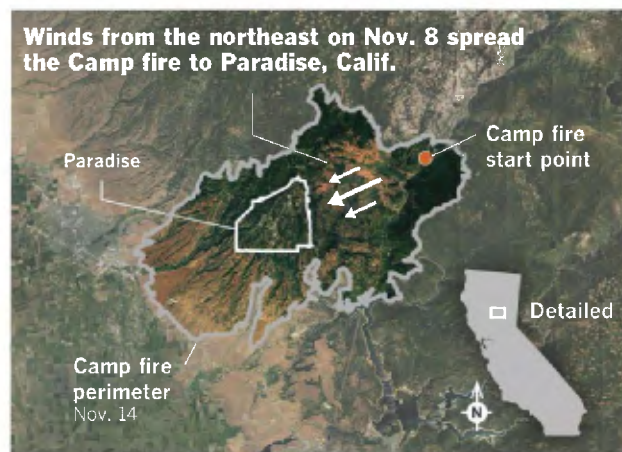 Winds from the northeast on Nov. 8 spread
the Camp fire to Paradise, Calif.
Camp fire
start point
Paradise
Detailed
Camp fire
perimeter
Nov. 14
N